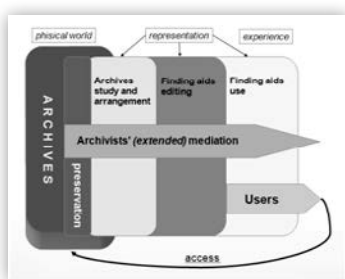 phisical world
representation
experience
ARCHIVES
preservation
Archives
study and
arrangement
Finding aids
editing
Finding aids
use
Archivists' (extended) mediation
Users
access